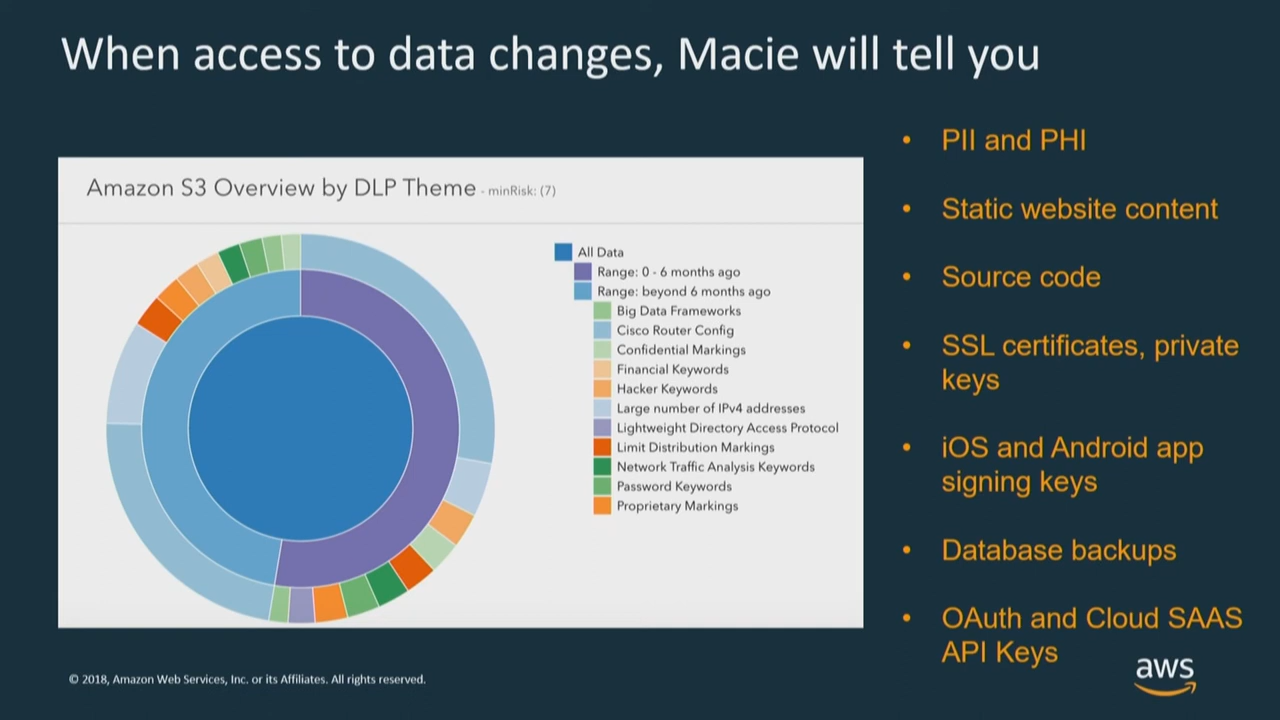 When access to data changes, Macie will tell you
Amazon S3 Overview by DLP Theme - minRisk: (7)
All Data
Range: 0 - 6 months ago
Range: beyond 6 months ago
Big Data Frameworks
Cisco Router Config
Confidential Markings
Financial Keywords
Hacker Keywords
Large number of IPv4 addresses
Lightweight Directory Access Protocol
Limit Distribution Markings
Network Traffic Analysis Keywords
Password Keywords
Proprietary Markings
• PII and PHI
• Static website content
• Source code
• SSL certificates, private
keys
• iOS and Android app
signing keys
• Database backups
• OAuth and Cloud SAAS
API Keys
© 2018, Amazon Web Services, Inc. or its Affiliates. All rights reserved.
aws